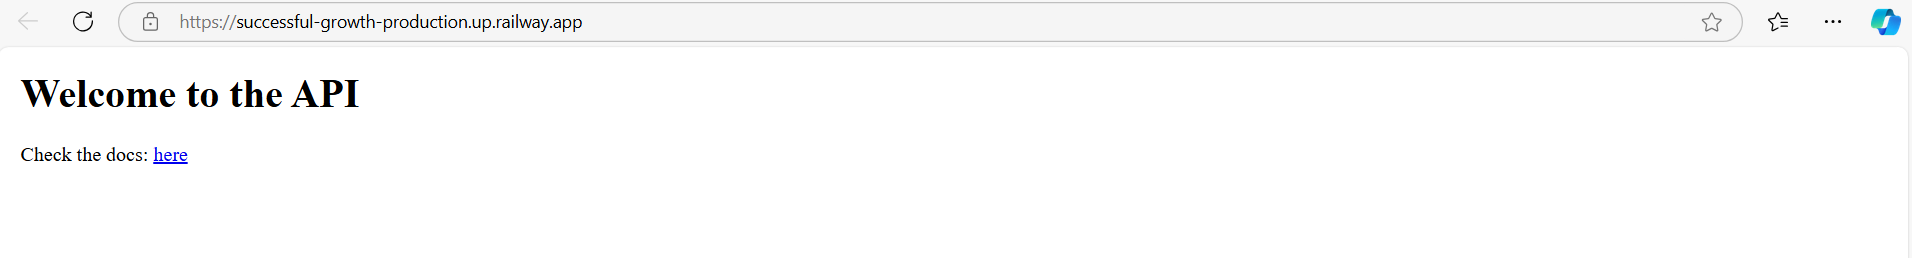 https://successful-growth-production.up.railway.app
Welcome to the API
Check the docs: here